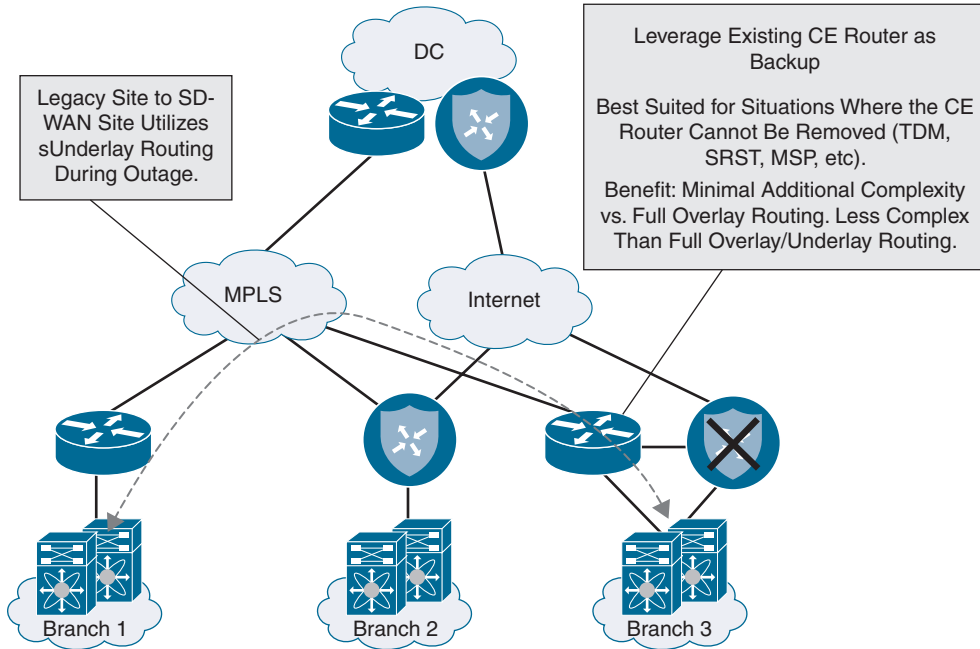 DC
Legacy Site to SD-
WAN Site Utilizes
sUnderlay Routing
During Outage.
Leverage Existing CE Router as
Backup
Best Suited for Situations Where the CE
Router Cannot Be Removed (TDM,
SRST, MSP, etc).
Benefit: Minimal Additional Complexity
vs. Full Overlay Routing. Less Complex
Than Full Overlay/Underlay Routing.
MPLS
Internet
Branch 1
Branch 2
Branch 3